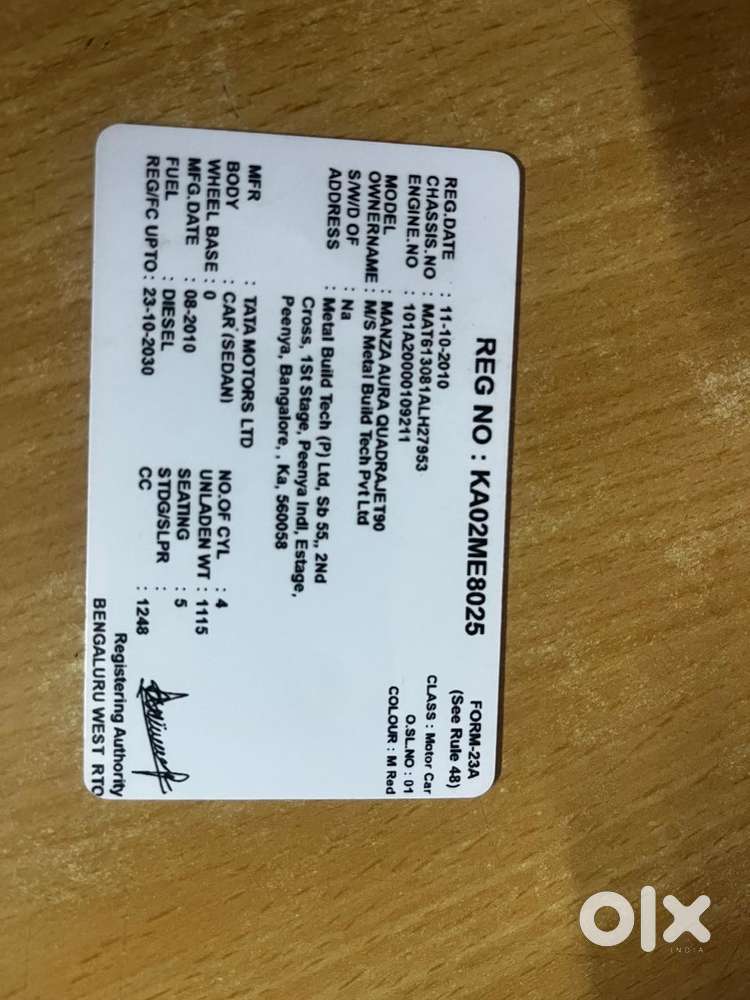 FORM-23A
(See Rule 48)
REG NO : KA02ME8025
CLASS : Motor Car
O.SL.NO : 01
COLOUR : M Red
REG.DATE : 11-10-2010
CHASSIS.NO : MAT613081ALH27953
ENGINE.NO : 101A20000109211
MODEL : MANZA AURA QUADRAJET90
OWNERNAME : M/S Metal Build Tech Pvt Ltd
S/W/D OF : Na
ADDRESS : Metal Build Tech (P) Ltd, Sb 55,, 2Nd
Cross, 1St Stage, Peenya Indl, Estage,
Peenya, Bangalore, , Ka, 560058
MFR : TATA MOTORS LTD
BODY : CAR (SEDAN) NO.OF CYL : 4
WHEEL BASE : 0 UNLADEN WT : 1115
MFG.DATE : 08-2010 SEATING : 5
FUEL : DIESEL STDG/SLPR :
REG/FC UPTO : 23-10-2030 CC : 1248
Registering Authority
BENGALURU WEST RTO
olx
INDIA